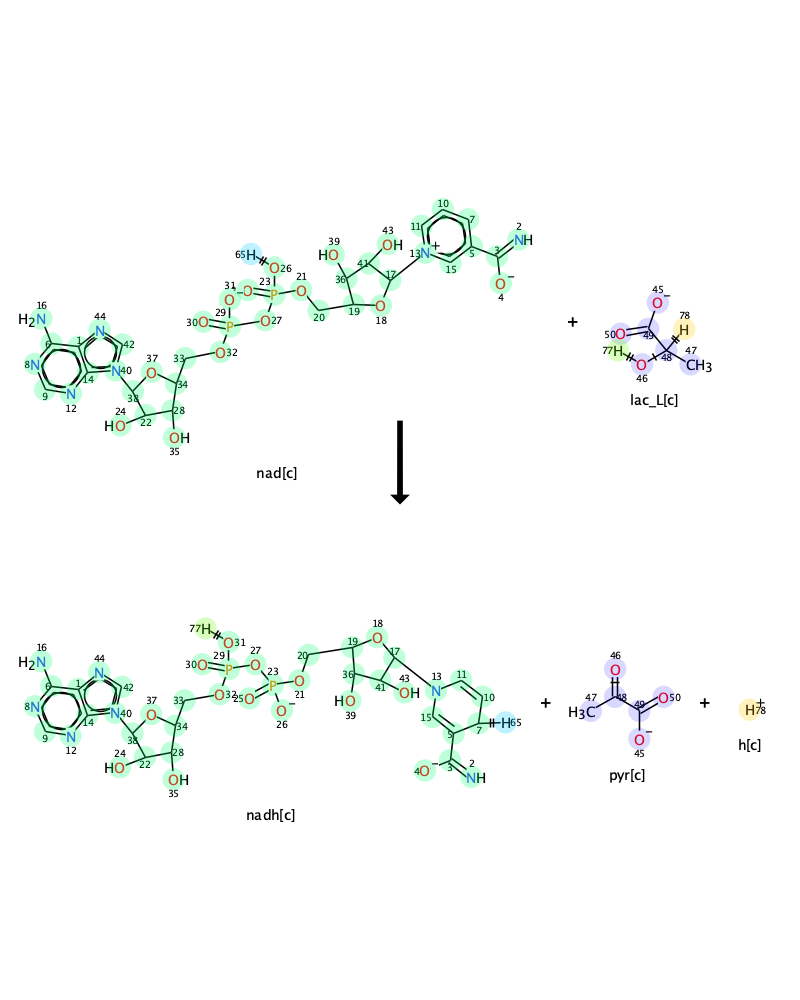 10
7
11
2
43
OH
39
HO
NH
5
3
65 H
O 26
13 N +
41
17
15
36
31
O⁻
O
23
P
21
O
O⁻
4
16
H₂N
44
N
29
30 O
P
O
27
20
19
O
18
6
1
42
8 N
N 40
37
O
33
O 32
14
34
9
N
12
38
24
HO
22
28
OH
35
nad[c]
+
45
O⁻
78
H
50 O
49
77 H
48
47
CH₃
O
46
lac_L[c]
77 H
O 31
18
O
29
27
O
20
19
17
16
H₂N
44
N
30 O
P
23
P
O
21
36
43
OH
41
13
N
11
10
6
1
42
8 N
N 40
37
O
33
O 32
25 O
O⁻
26
HO
39
15
7
H 65
14
34
5
9
N
12
38
24
HO
22
28
OH
35
4 O⁻
3
2
NH
nadh[c]
+
46
O
47
H₃C
48
49
O 50
O⁻
45
pyr[c]
+
H⁺ 78
h[c]